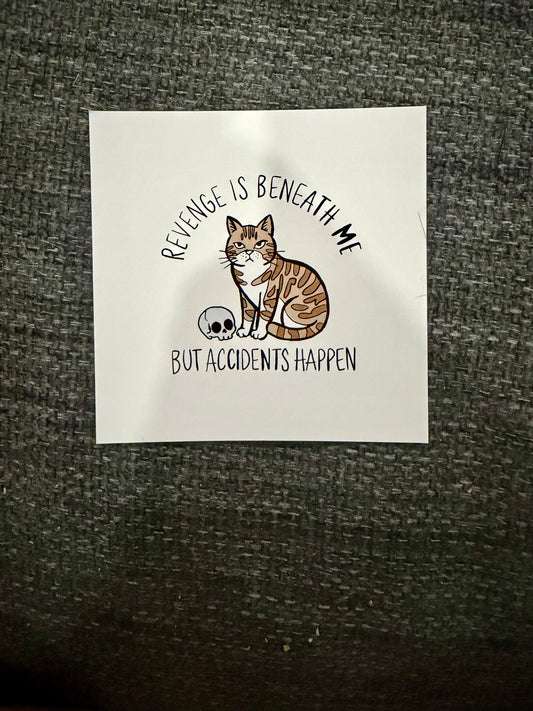 REVENGE IS BENEATH ME
BUT ACCIDENTS HAPPEN